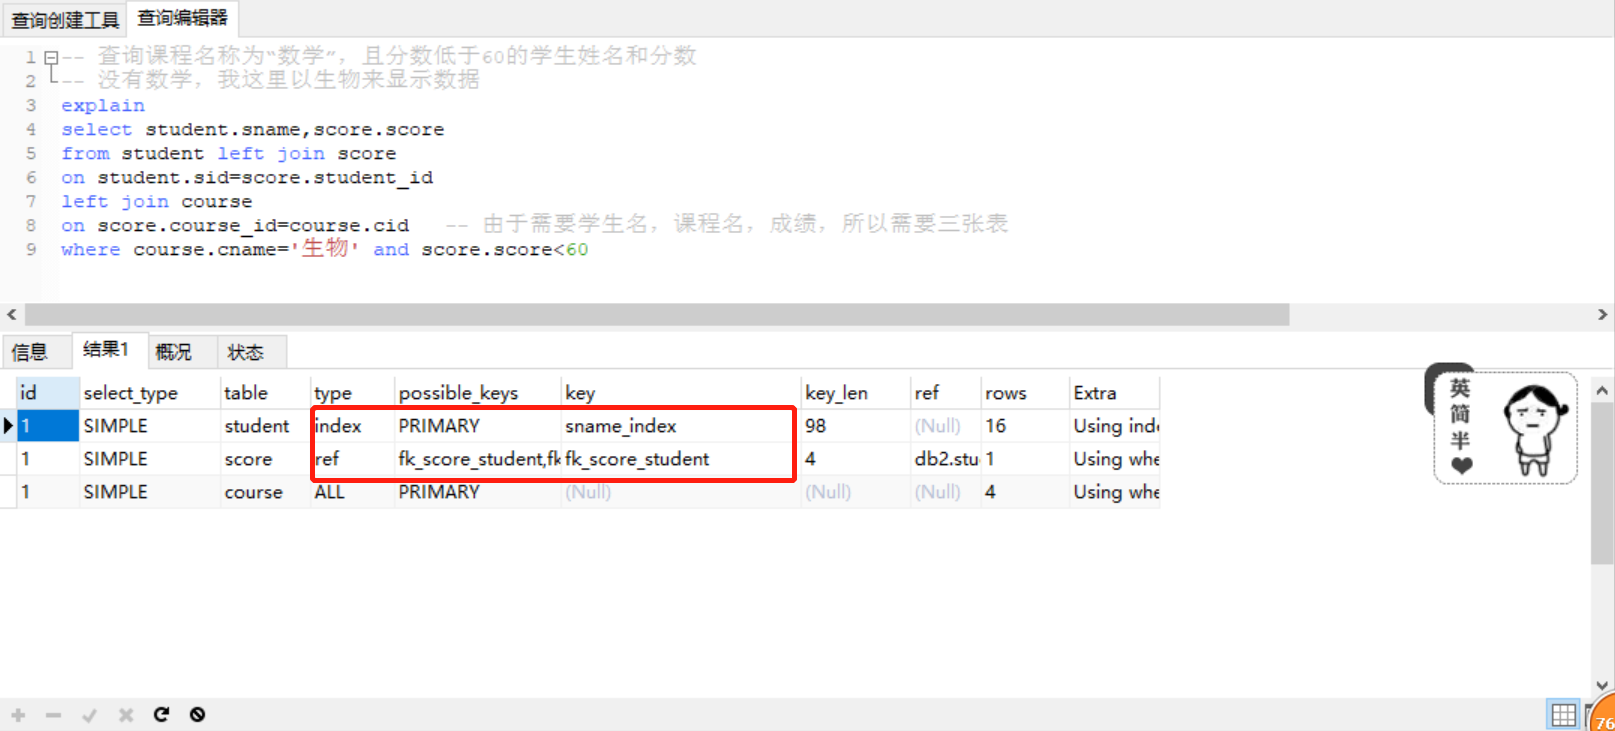 查询创建工具 查询编辑器
1 -- 查询课程名称为“数学”，且分数低于60的学生姓名和分数
2 -- 没有数学，我这里以生物来显示数据
3 explain
4 select student.sname,score.score
5 from student left join score
6 on student.sid=score.student_id
7 left join course
8 on score.course_id=course.cid -- 由于需要学生名，课程名，成绩，所以需要三张表
9 where course.cname='生物' and score.score<60
信息 结果1 概况 状态
id select_type table type possible_keys key key_len ref rows Extra
1 SIMPLE student index PRIMARY sname_index 98 (Null) 16 Using inde
1 SIMPLE score ref fk_score_student,fk fk_score_student 4 db2.stu 1 Using whe
1 SIMPLE course ALL PRIMARY (Null) (Null) (Null) 4 Using whe
英
简
半
76